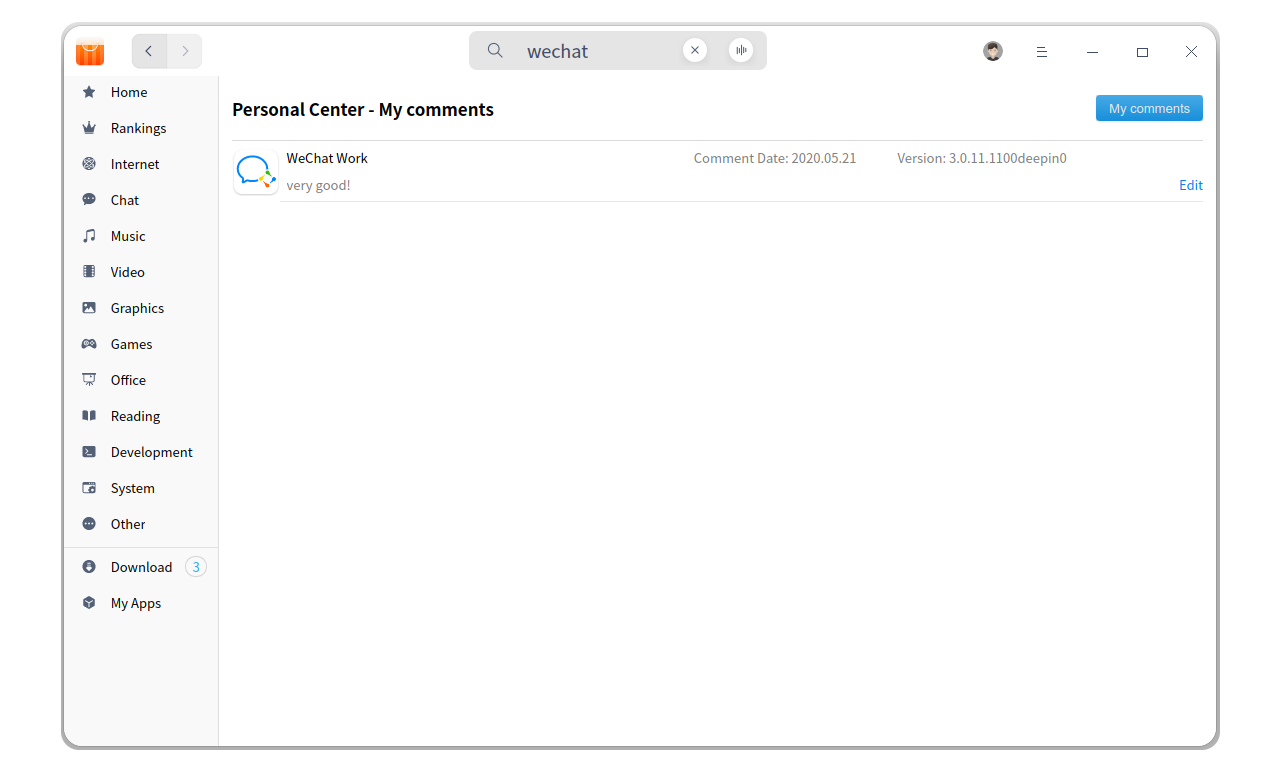 wechat
Home
Rankings
Internet
Chat
Music
Video
Graphics
Games
Office
Reading
Development
System
Other
Download 3
My Apps
Personal Center - My comments
My comments
WeChat Work Comment Date: 2020.05.21 Version: 3.0.11.1100deepin0
very good! Edit